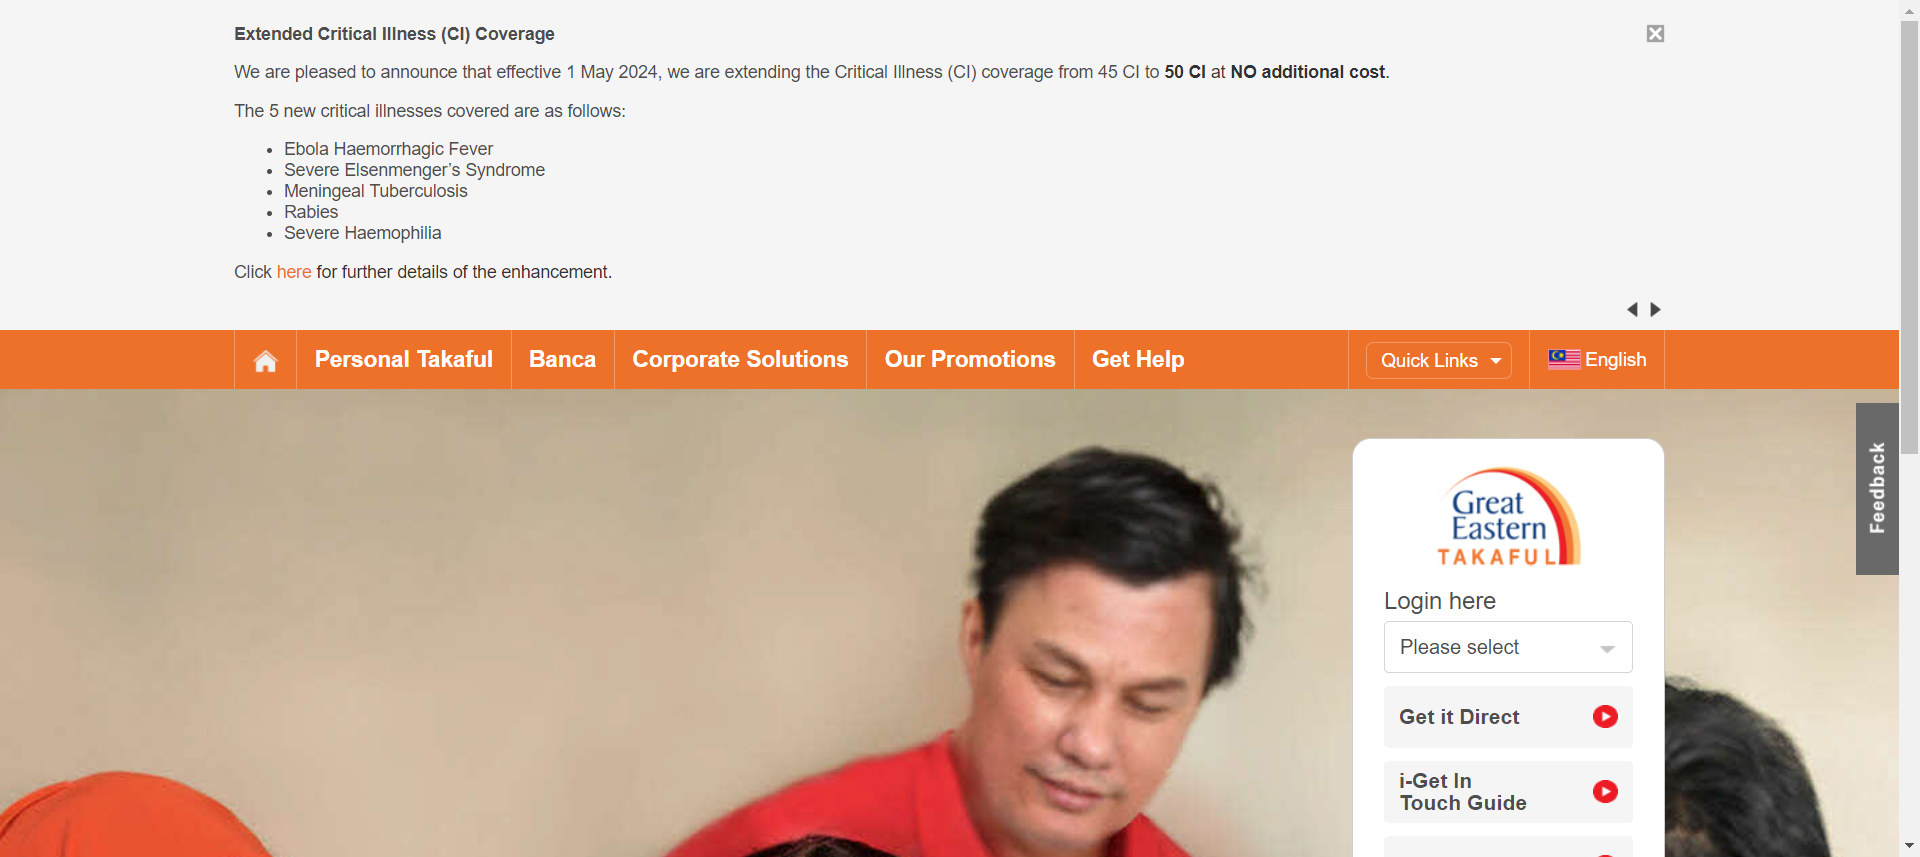 Extended Critical Illness (CI) Coverage
We are pleased to announce that effective 1 May 2024, we are extending the Critical Illness (CI) coverage from 45 CI to 50 CI at NO additional cost.
The 5 new critical illnesses covered are as follows:
Ebola Haemorrhagic Fever
Severe Elsenmenger’s Syndrome
Meningeal Tuberculosis
Rabies
Severe Haemophilia
Click here for further details of the enhancement.
Personal Takaful
Banca
Corporate Solutions
Our Promotions
Get Help
Quick Links
English
Feedback
Great
Eastern
TAKAFUL
Login here
Please select
Get it Direct
i-Get In
Touch Guide